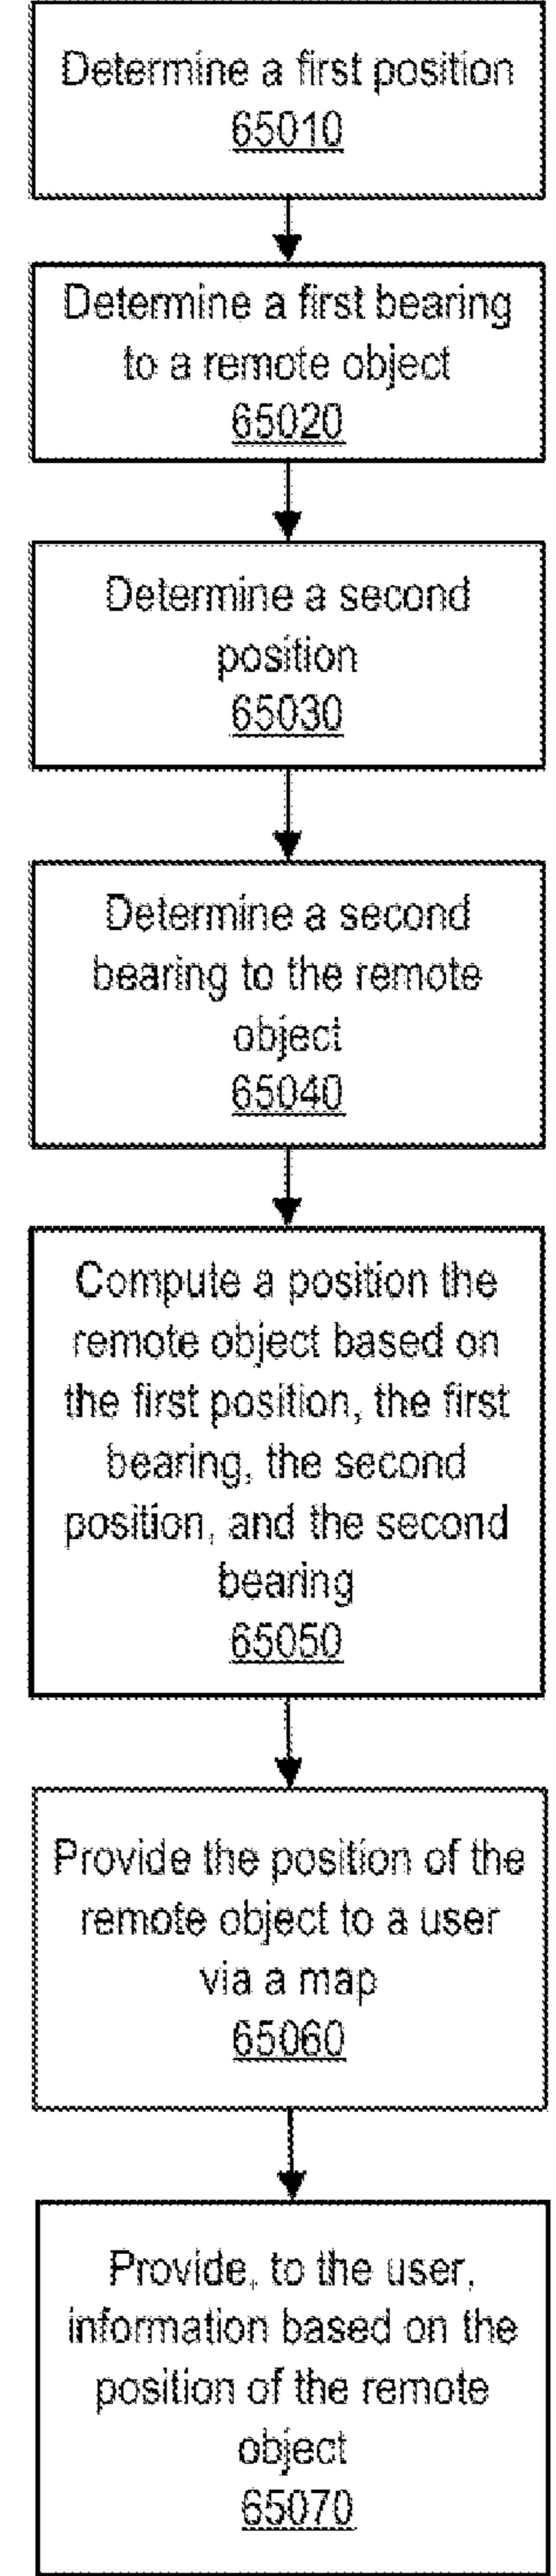 Determine a first position
65010
Determine a first bearing
to a remote object
65020
Determine a second
position
65030
Determine a second
bearing to the remote
object
65040
Compute a position the
remote object based on
the first position, the first
bearing, the second
position, and the second
bearing
65050
Provide the position of the
remote object to a user
via a map
65060
Provide, to the user,
information based on the
position of the remote
object
65070